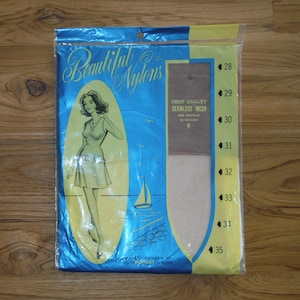 Beautiful
Nylons
FIRST QUALITY
SEAMLESS MESH
9
28
29
30
31
32
33
34
35